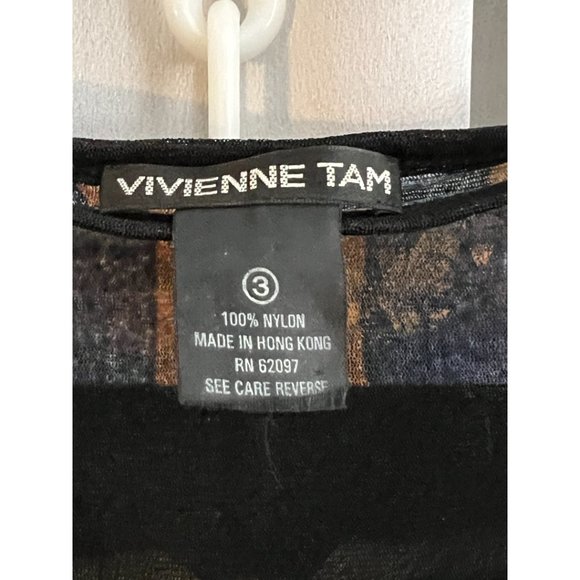 VIVIENNE TAM
3
100% NYLON
MADE IN HONG KONG
RN 62097
SEE CARE REVERSE